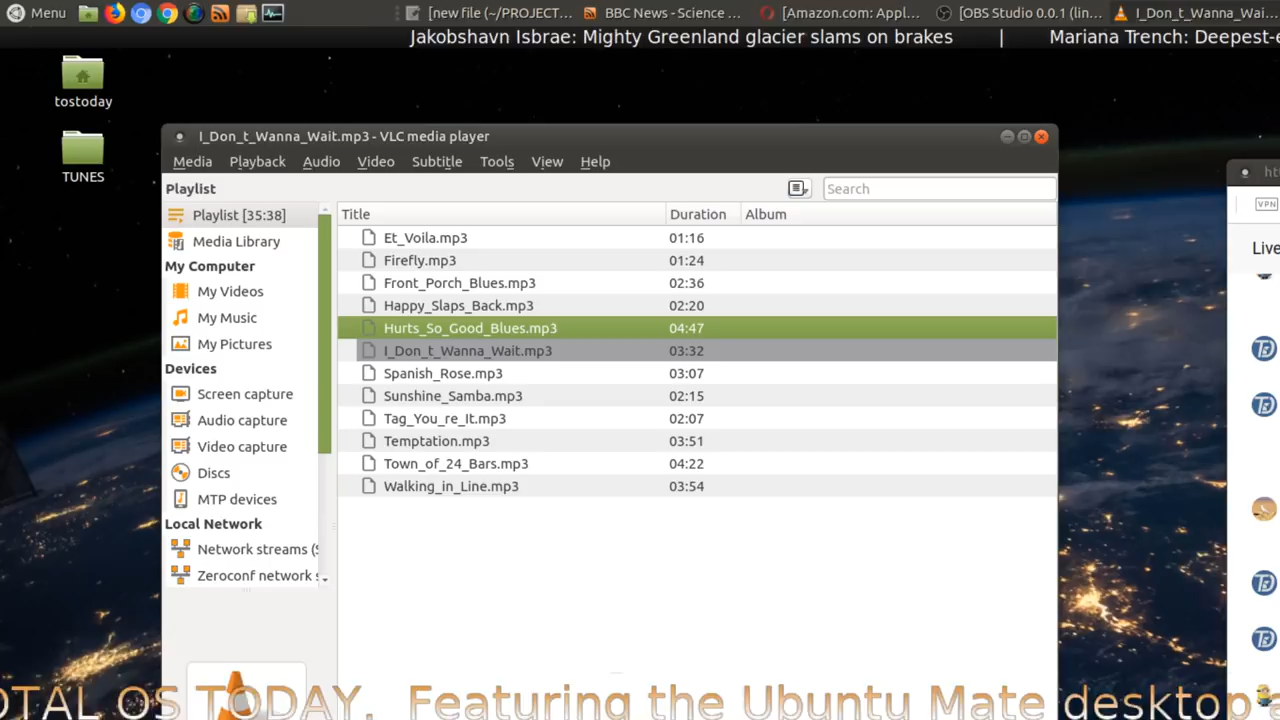 Menu [new file (~/PROJECT... BBC News - Science ... [Amazon.com: Appl... [OBS Studio 0.0.1 (lin... I_Don_t_Wanna_Wai...
Jakobshavn Isbrae: Mighty Greenland glacier slams on brakes | Mariana Trench: Deepest-e
tostoday
TUNES
I_Don_t_Wanna_Wait.mp3 - VLC media player
Media Playback Audio Video Subtitle Tools View Help
Playlist Search
Playlist [35:38]
Media Library
My Computer
My Videos
My Music
My Pictures
Devices
Screen capture
Audio capture
Video capture
Discs
MTP devices
Local Network
Network streams (S
Zeroconf network s
Title Duration Album
Et_Voila.mp3 01:16
Firefly.mp3 01:24
Front_Porch_Blues.mp3 02:36
Happy_Slaps_Back.mp3 02:20
Hurts_So_Good_Blues.mp3 04:47
I_Don_t_Wanna_Wait.mp3 03:32
Spanish_Rose.mp3 03:07
Sunshine_Samba.mp3 02:15
Tag_You_re_It.mp3 02:07
Temptation.mp3 03:51
Town_of_24_Bars.mp3 04:22
Walking_in_Line.mp3 03:54
ht
VPN
Live
OTAL OS TODAY. Featuring the Ubuntu Mate desktop a